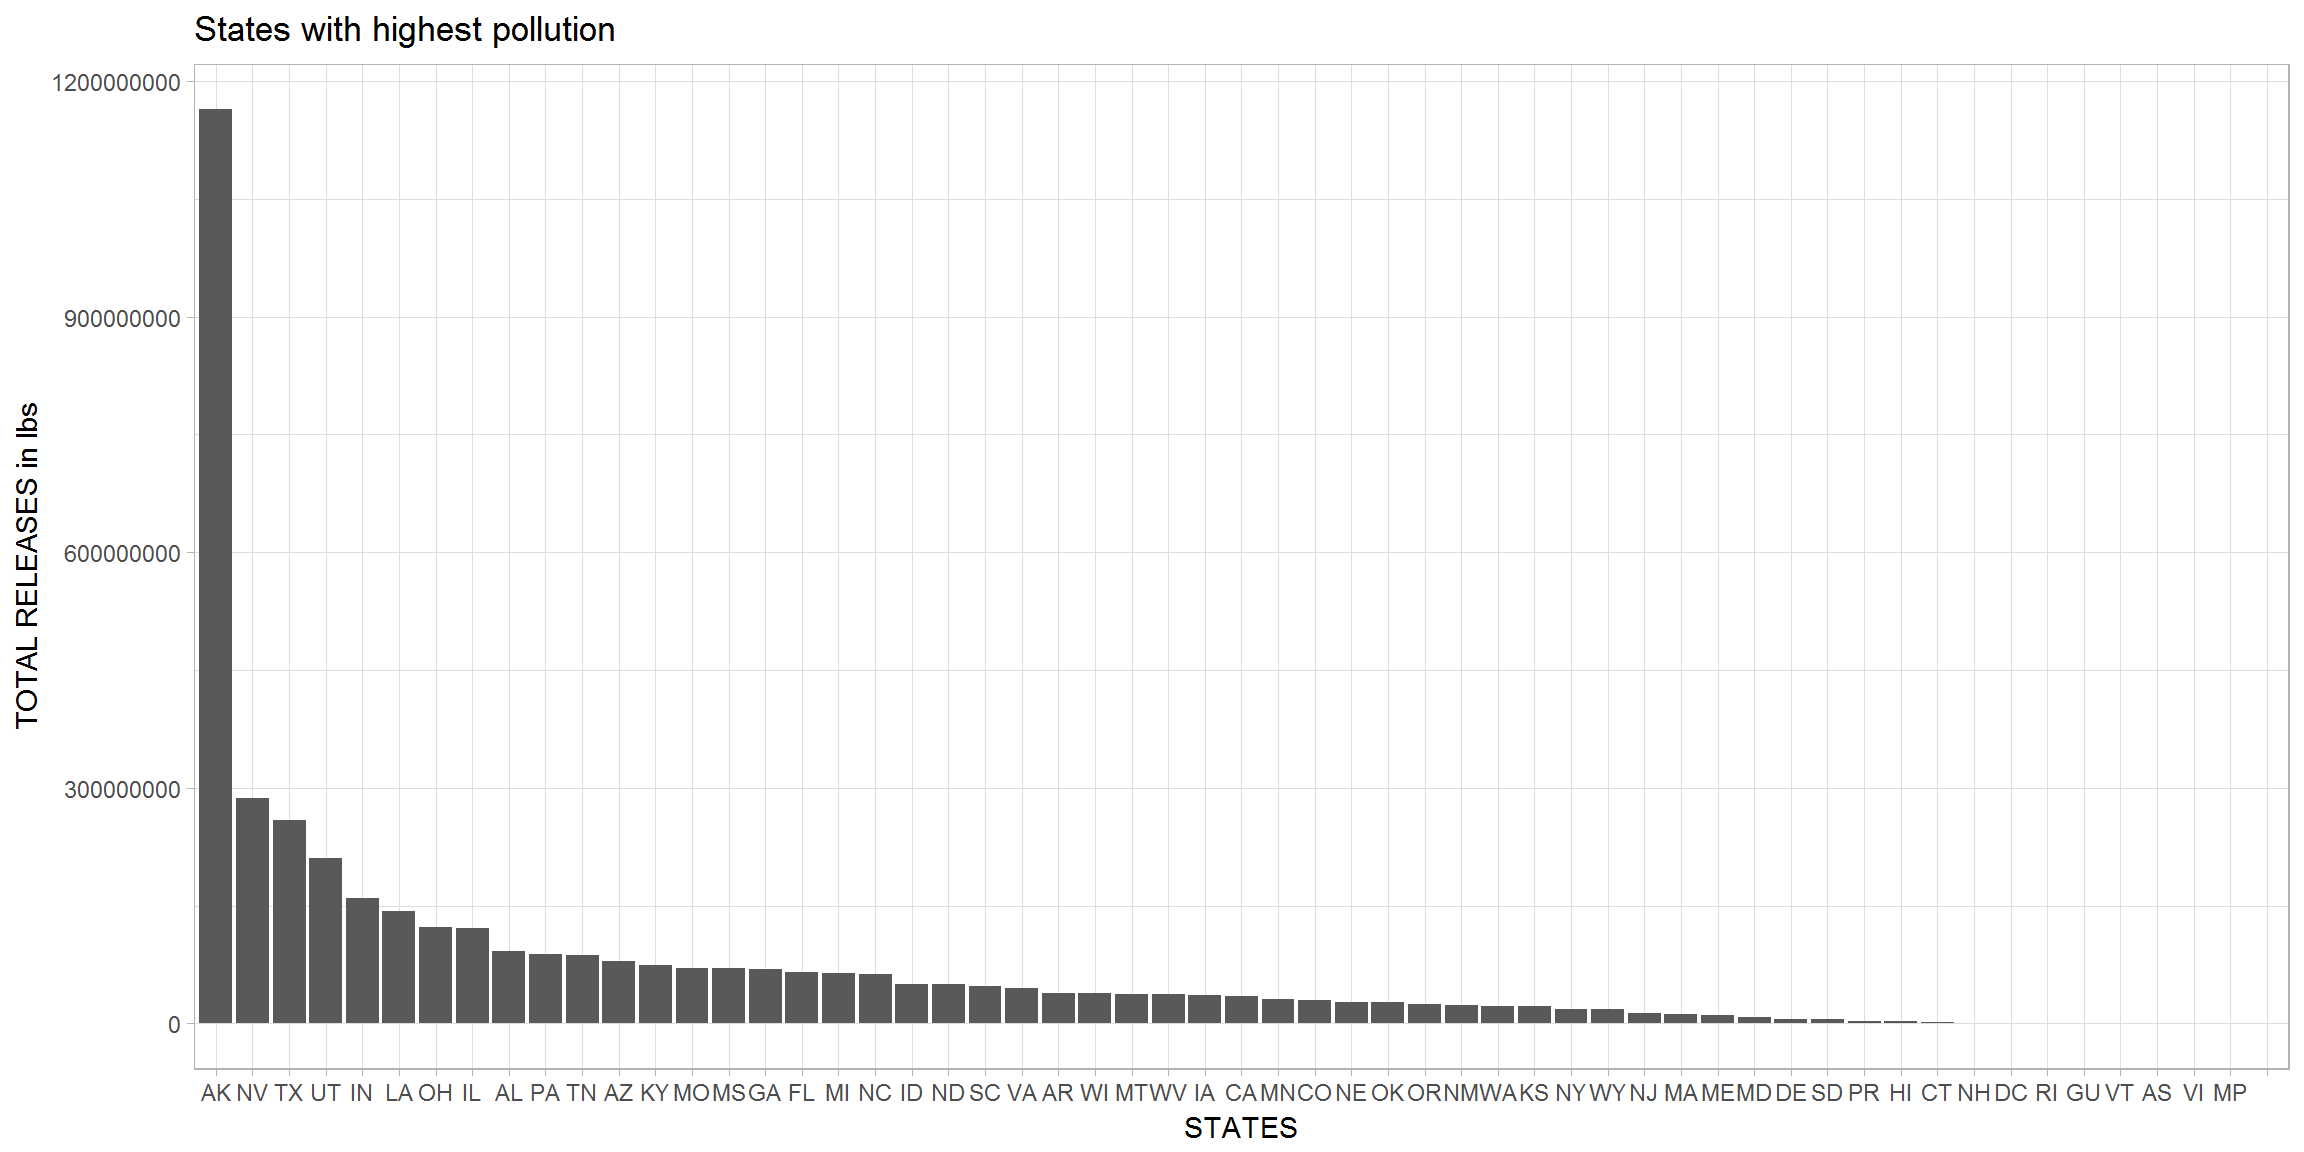 States with highest pollution
TOTAL RELEASES in lbs
1200000000
900000000
600000000
300000000
0
AK NV TX UT IN LA OH IL AL PA TN AZ KY MO MS GA FL MI NC ID ND SC VA AR WI MT WV IA CA MN CO NE OK OR NM WA KS NY WY NJ MA ME MD DE SD PR HI CT NH DC RI GU VT AS VI MP
STATES